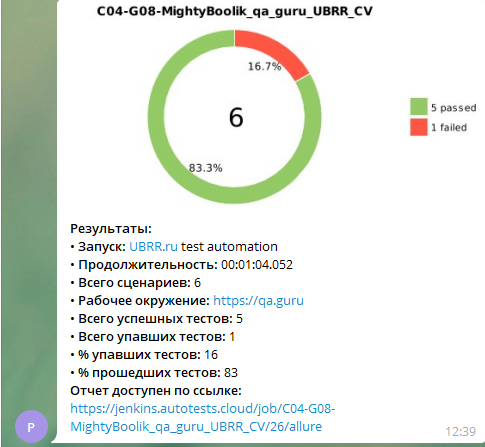 C04-G08-MightyBoolik_qa_guru_UBRR_CV
16.7%
6
5 passed
1 failed
83.3%
Результаты:
• Запуск: UBRR.ru test automation
• Продолжительность: 00:01:04.052
• Всего сценариев: 6
• Рабочее окружение: https://qa.guru
• Всего успешных тестов: 5
• Всего упавших тестов: 1
• % упавших тестов: 16
• % прошедших тестов: 83
Отчет доступен по ссылке:
https://jenkins.autotests.cloud/job/C04-G08-
MightyBoolik_qa_guru_UBRR_CV/26/allure
P
12:39